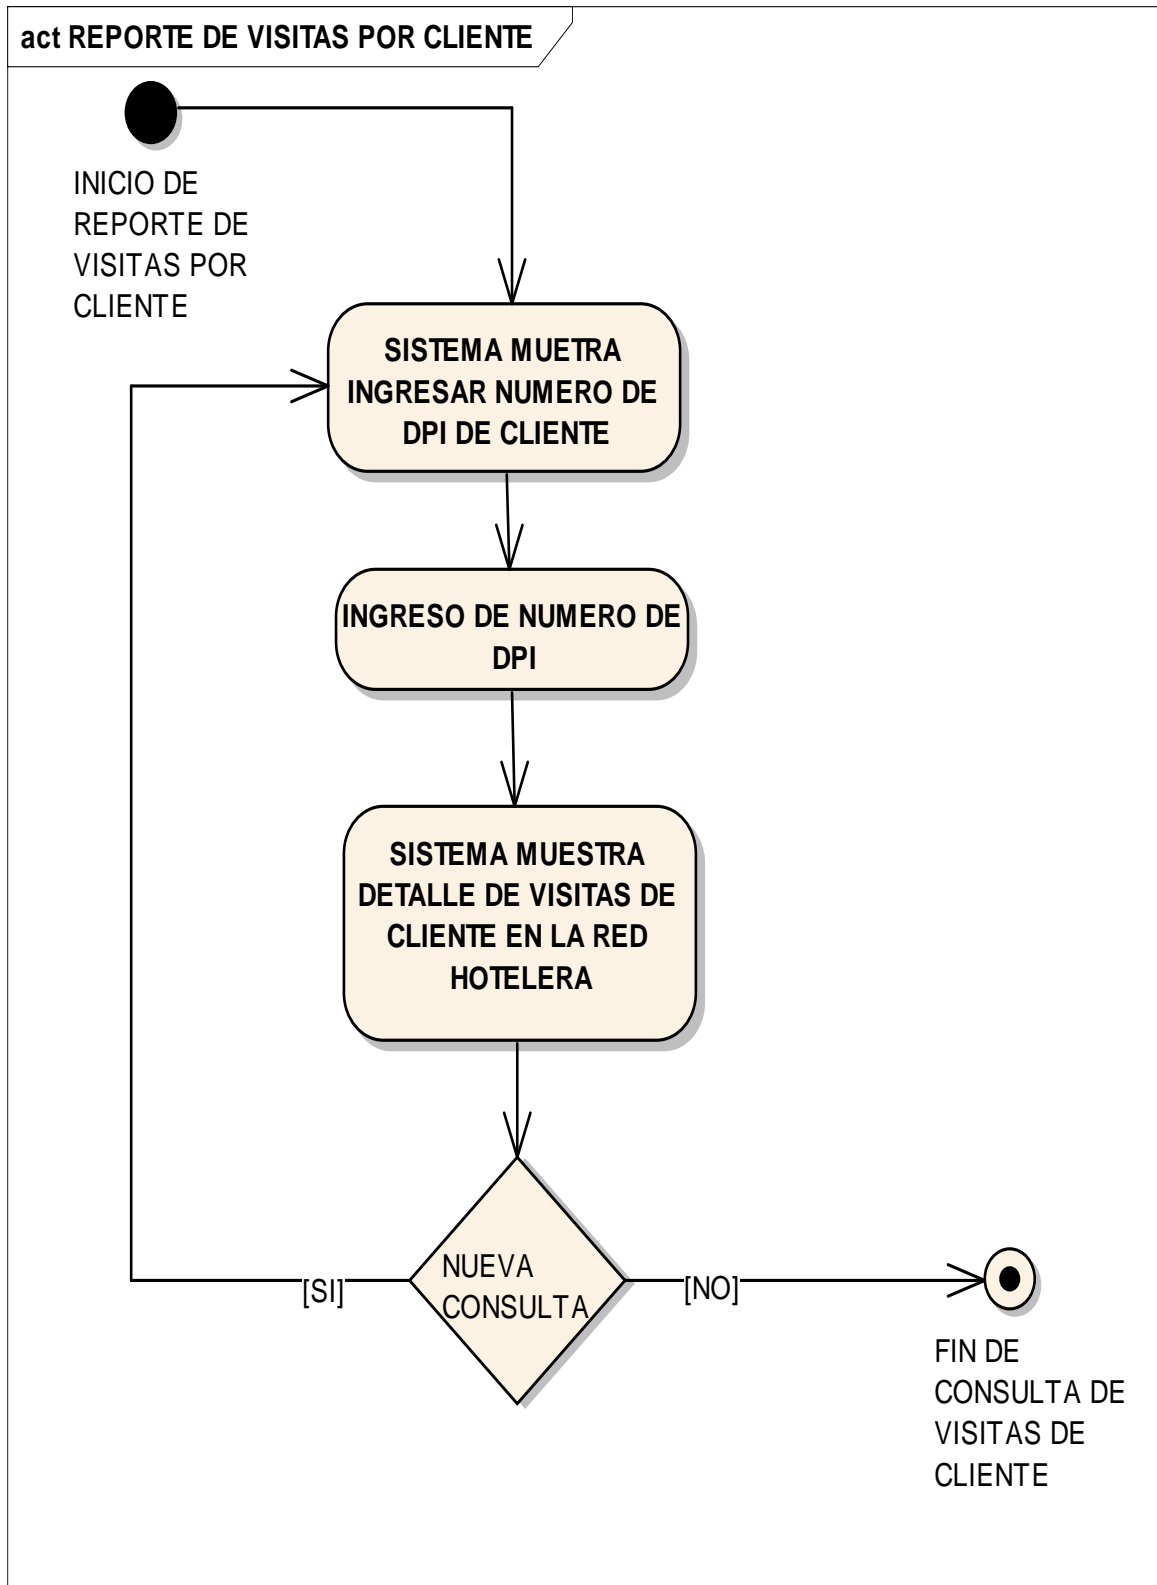 act REPORTE DE VISITAS POR CLIENTE
INICIO DE
REPORTE DE
VISITAS POR
CLIENTE
SISTEMA MUETRA
INGRESAR NUMERO DE
DPI DE CLIENTE
INGRESO DE NUMERO DE
DPI
SISTEMA MUESTRA
DETALLE DE VISITAS DE
CLIENTE EN LA RED
HOTELERA
NUEVA
CONSULTA
[SI]
[NO]
FIN DE
CONSULTA DE
VISITAS DE
CLIENTE